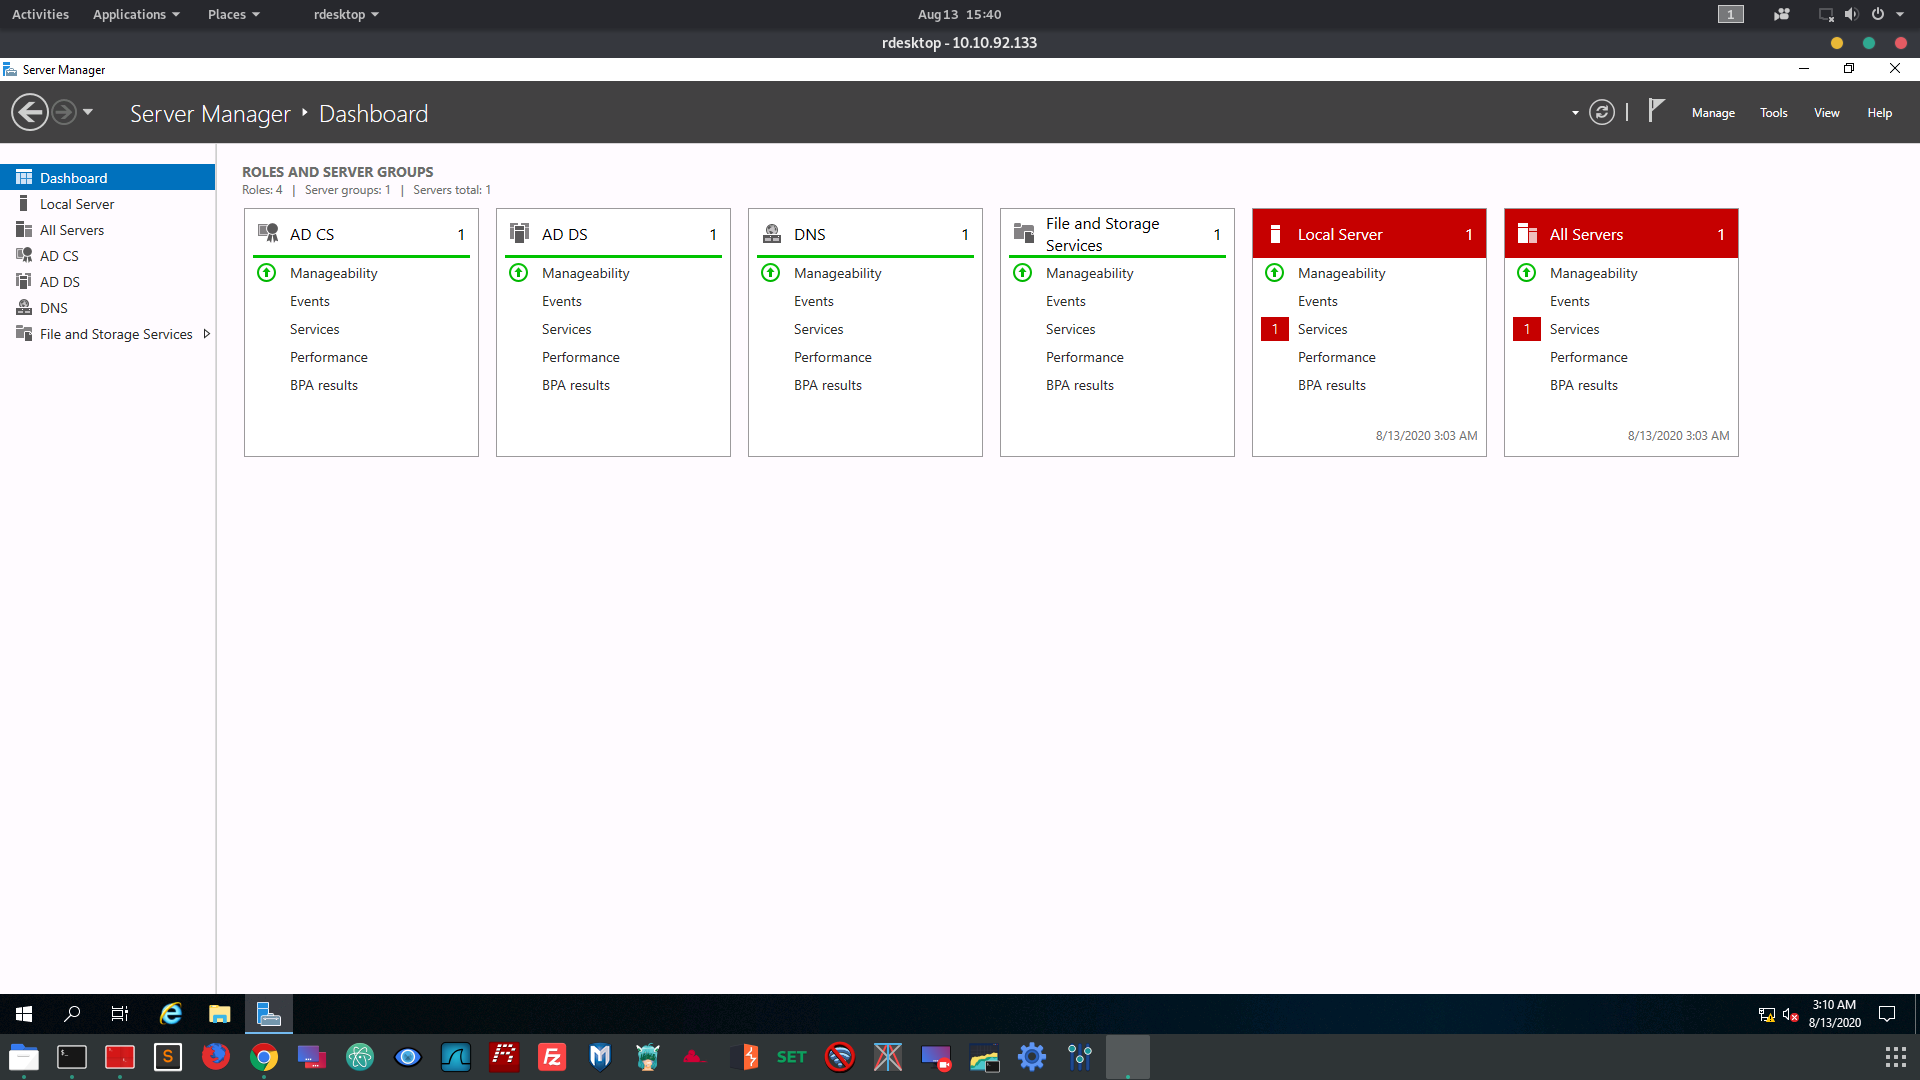 Activities Applications Places rdesktop Aug 13 15:40 1
rdesktop - 10.10.92.133
Server Manager
Server Manager Dashboard Manage Tools View Help
Dashboard
Local Server
All Servers
AD CS
AD DS
DNS
File and Storage Services
ROLES AND SERVER GROUPS
Roles: 4 | Server groups: 1 | Servers total: 1
AD CS 1
Manageability
Events
Services
Performance
BPA results
AD DS 1
Manageability
Events
Services
Performance
BPA results
DNS 1
Manageability
Events
Services
Performance
BPA results
File and Storage
Services 1
Manageability
Events
Services
Performance
BPA results
Local Server 1
Manageability
Events
1 Services
Performance
BPA results
8/13/2020 3:03 AM
All Servers 1
Manageability
Events
1 Services
Performance
BPA results
8/13/2020 3:03 AM
3:10 AM
8/13/2020
S
Fz
M
SET